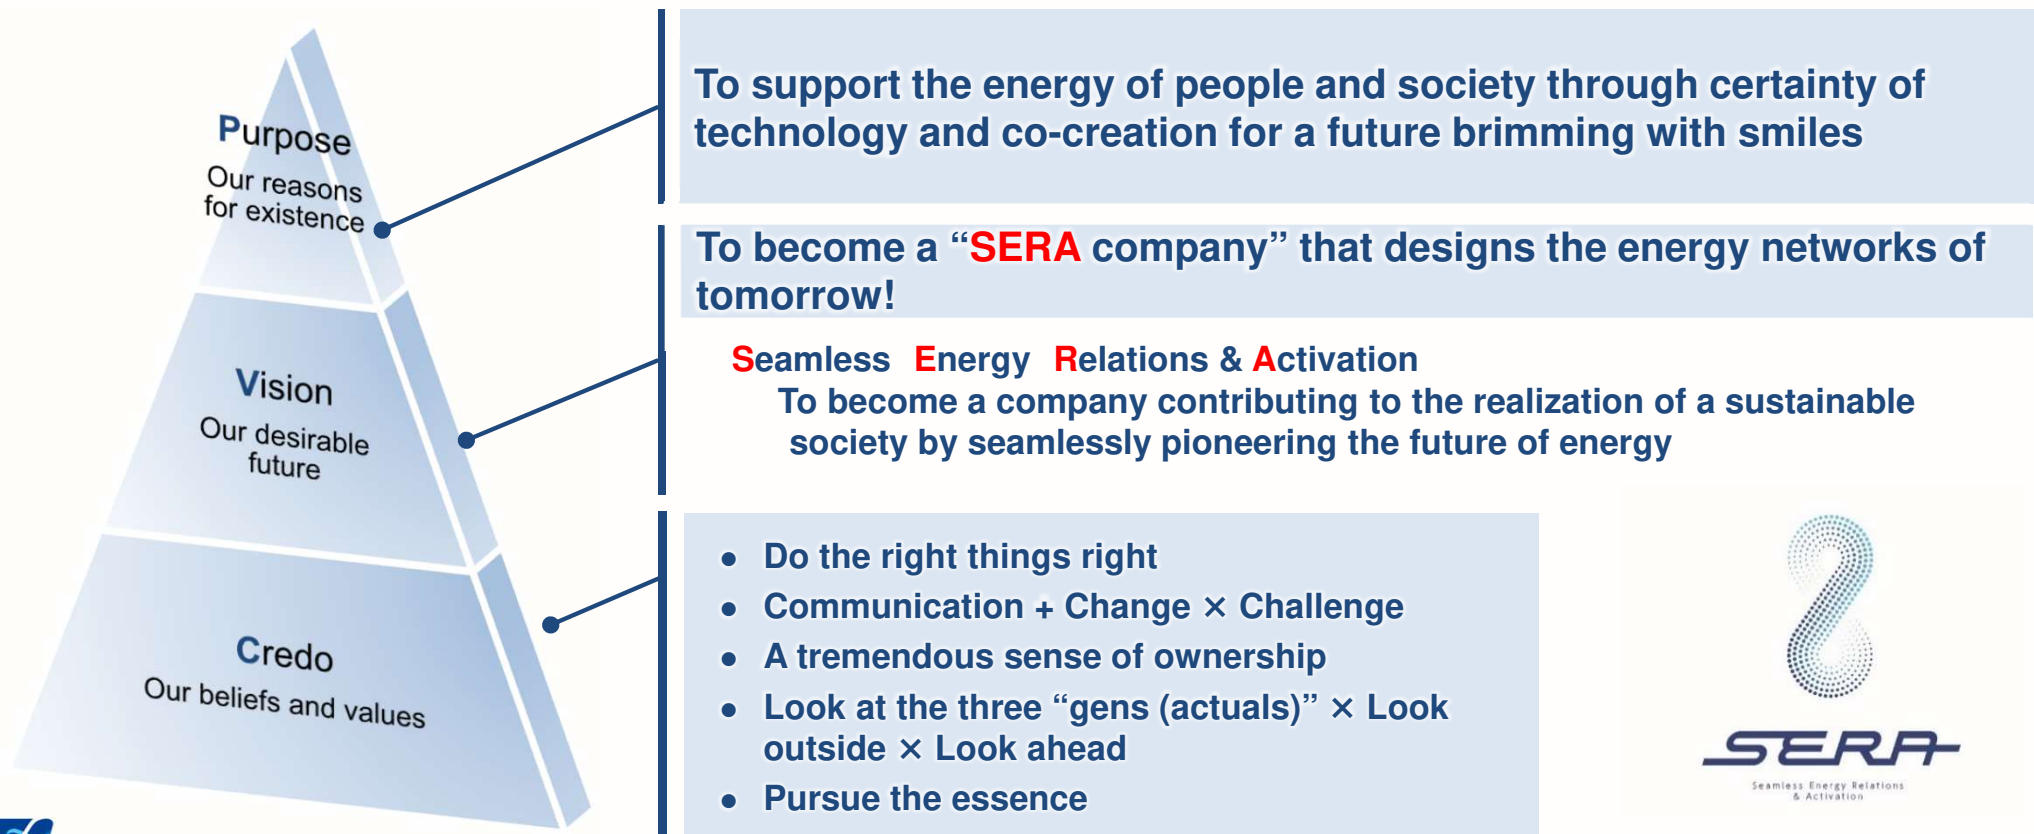 Purpose
Our reasons
for existence
To support the energy of people and society through certainty of
technology and co-creation for a future brimming with smiles
Vision
Our desirable
future
To become a “SERA company” that designs the energy networks of
tomorrow!
Seamless Energy Relations & Activation
To become a company contributing to the realization of a sustainable
society by seamlessly pioneering the future of energy
Credo
Our beliefs and values
● Do the right things right
● Communication + Change × Challenge
● A tremendous sense of ownership
● Look at the three “gens (actuals)” × Look
outside × Look ahead
● Pursue the essence
SERA
Seamless Energy Relations
& Activation